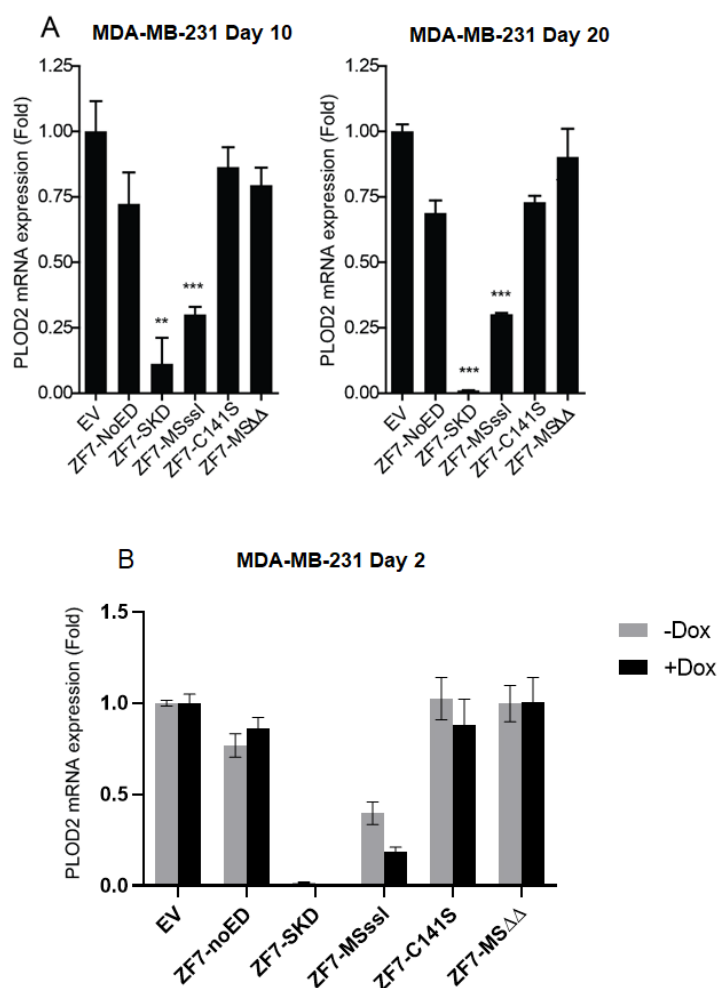 A
MDA-MB-231 Day 10
MDA-MB-231 Day 20
PLOD2 mRNA expression (Fold)
1.25
1.00
0.75
0.50
0.25
0.00
**
***
EV
ZF7-NoED
ZF7-SKD
ZF7-MSssI
ZF7-C141S
ZF7-MSΔΔ
PLOD2 mRNA expression (Fold)
1.25
1.00
0.75
0.50
0.25
0.00
***
***
EV
ZF7-NoED
ZF7-SKD
ZF7-MSssI
ZF7-C141S
ZF7-MSΔΔ
B
MDA-MB-231 Day 2
PLOD2 mRNA expression (Fold)
1.5
1.0
0.5
0.0
EV
ZF7-noED
ZF7-SKD
ZF7-MSssI
ZF7-C141S
ZF7-MSΔΔ
-Dox
+Dox